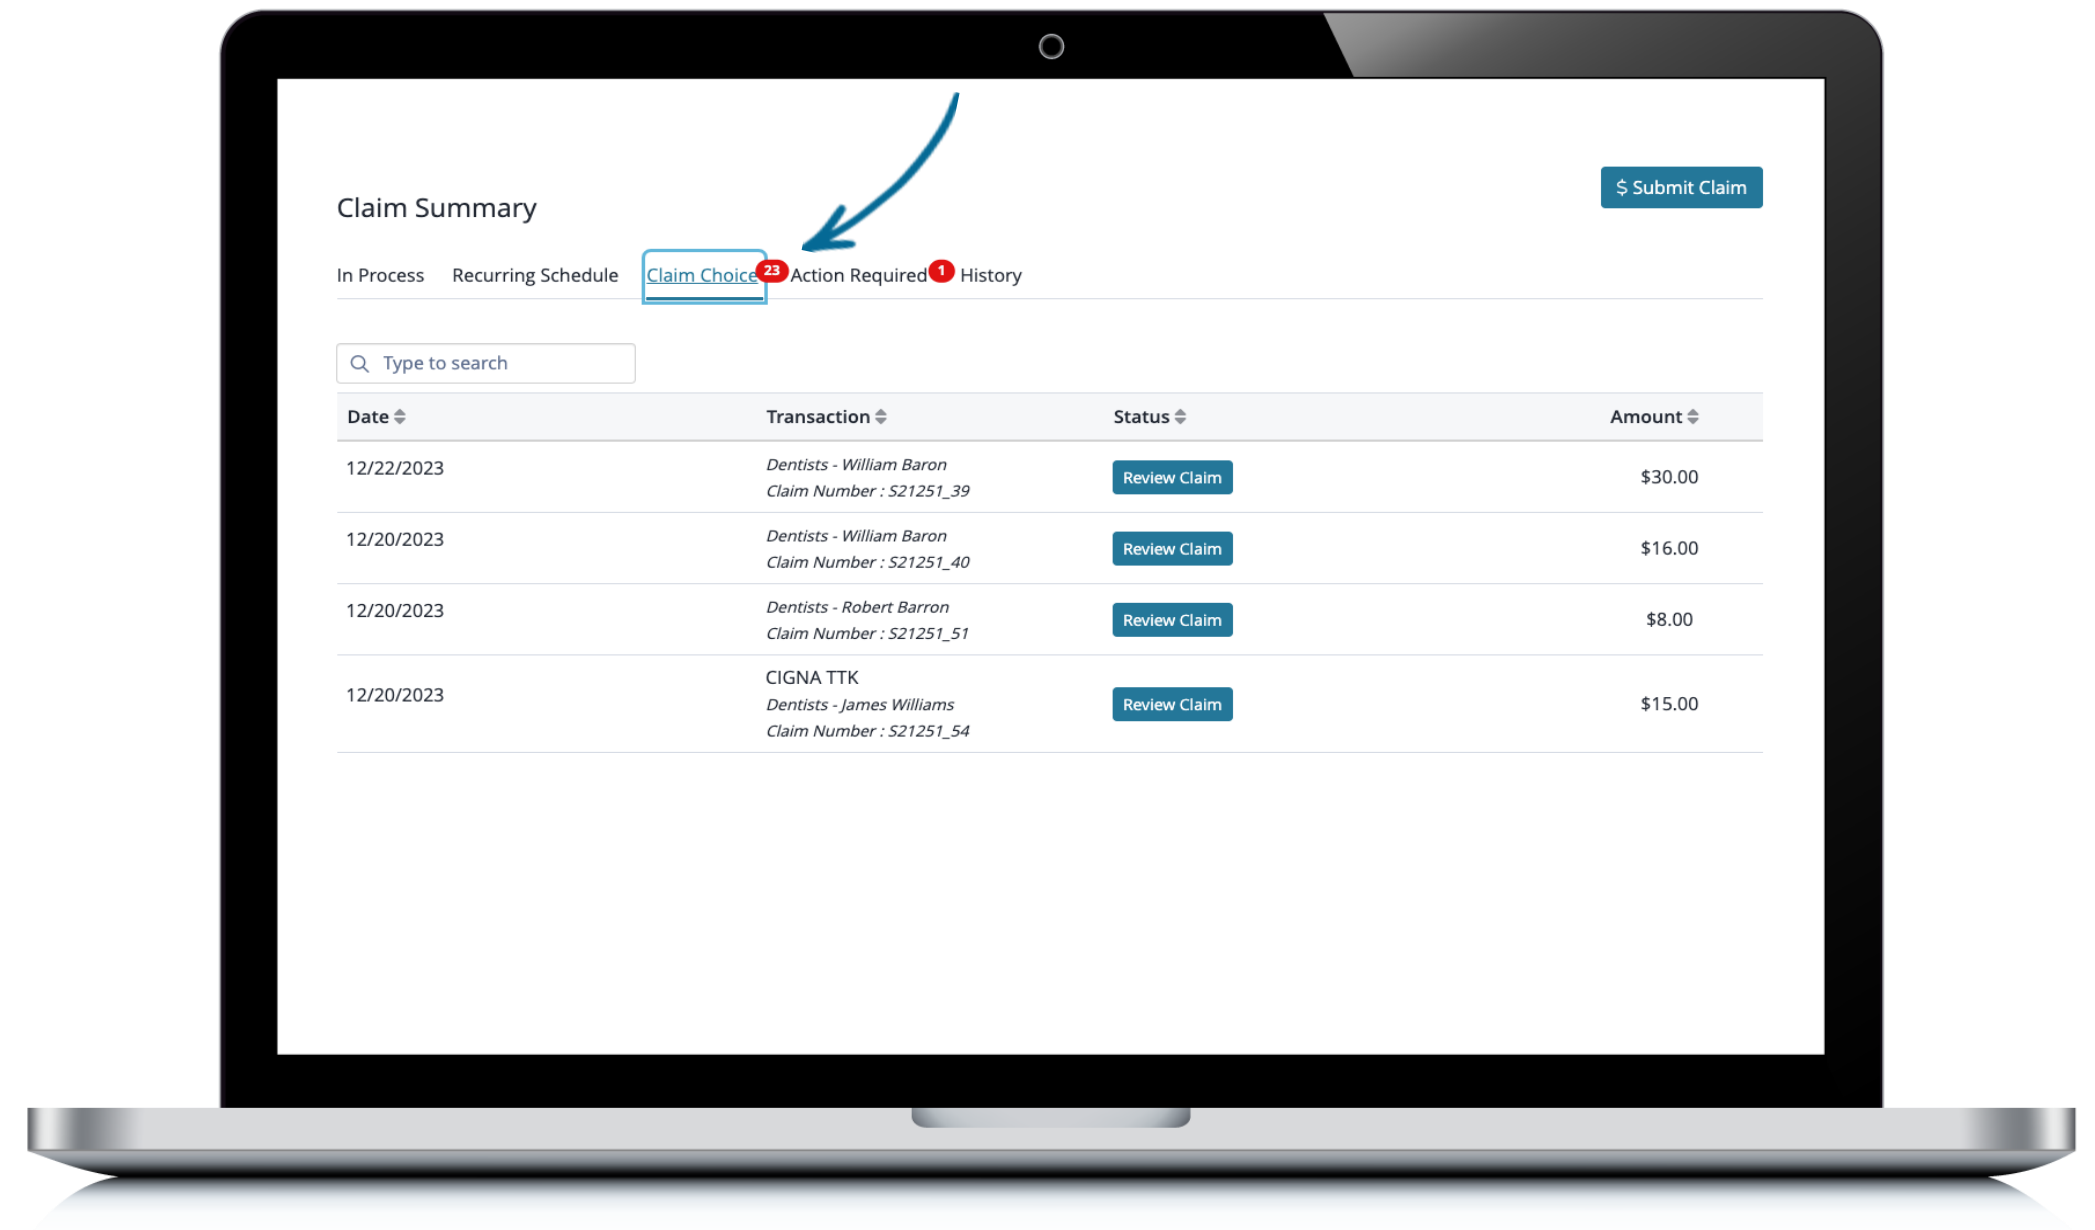 $ Submit Claim
Claim Summary
In Process Recurring Schedule Claim Choice 23 Action Required 1 History
Type to search
Date Transaction Status Amount
12/22/2023 Dentists - William Baron Review Claim $30.00
Claim Number : S21251_39
12/20/2023 Dentists - William Baron Review Claim $16.00
Claim Number : S21251_40
12/20/2023 Dentists - Robert Barron Review Claim $8.00
Claim Number : S21251_51
CIGNA TTK
12/20/2023 Dentists - James Williams Review Claim $15.00
Claim Number : S21251_54